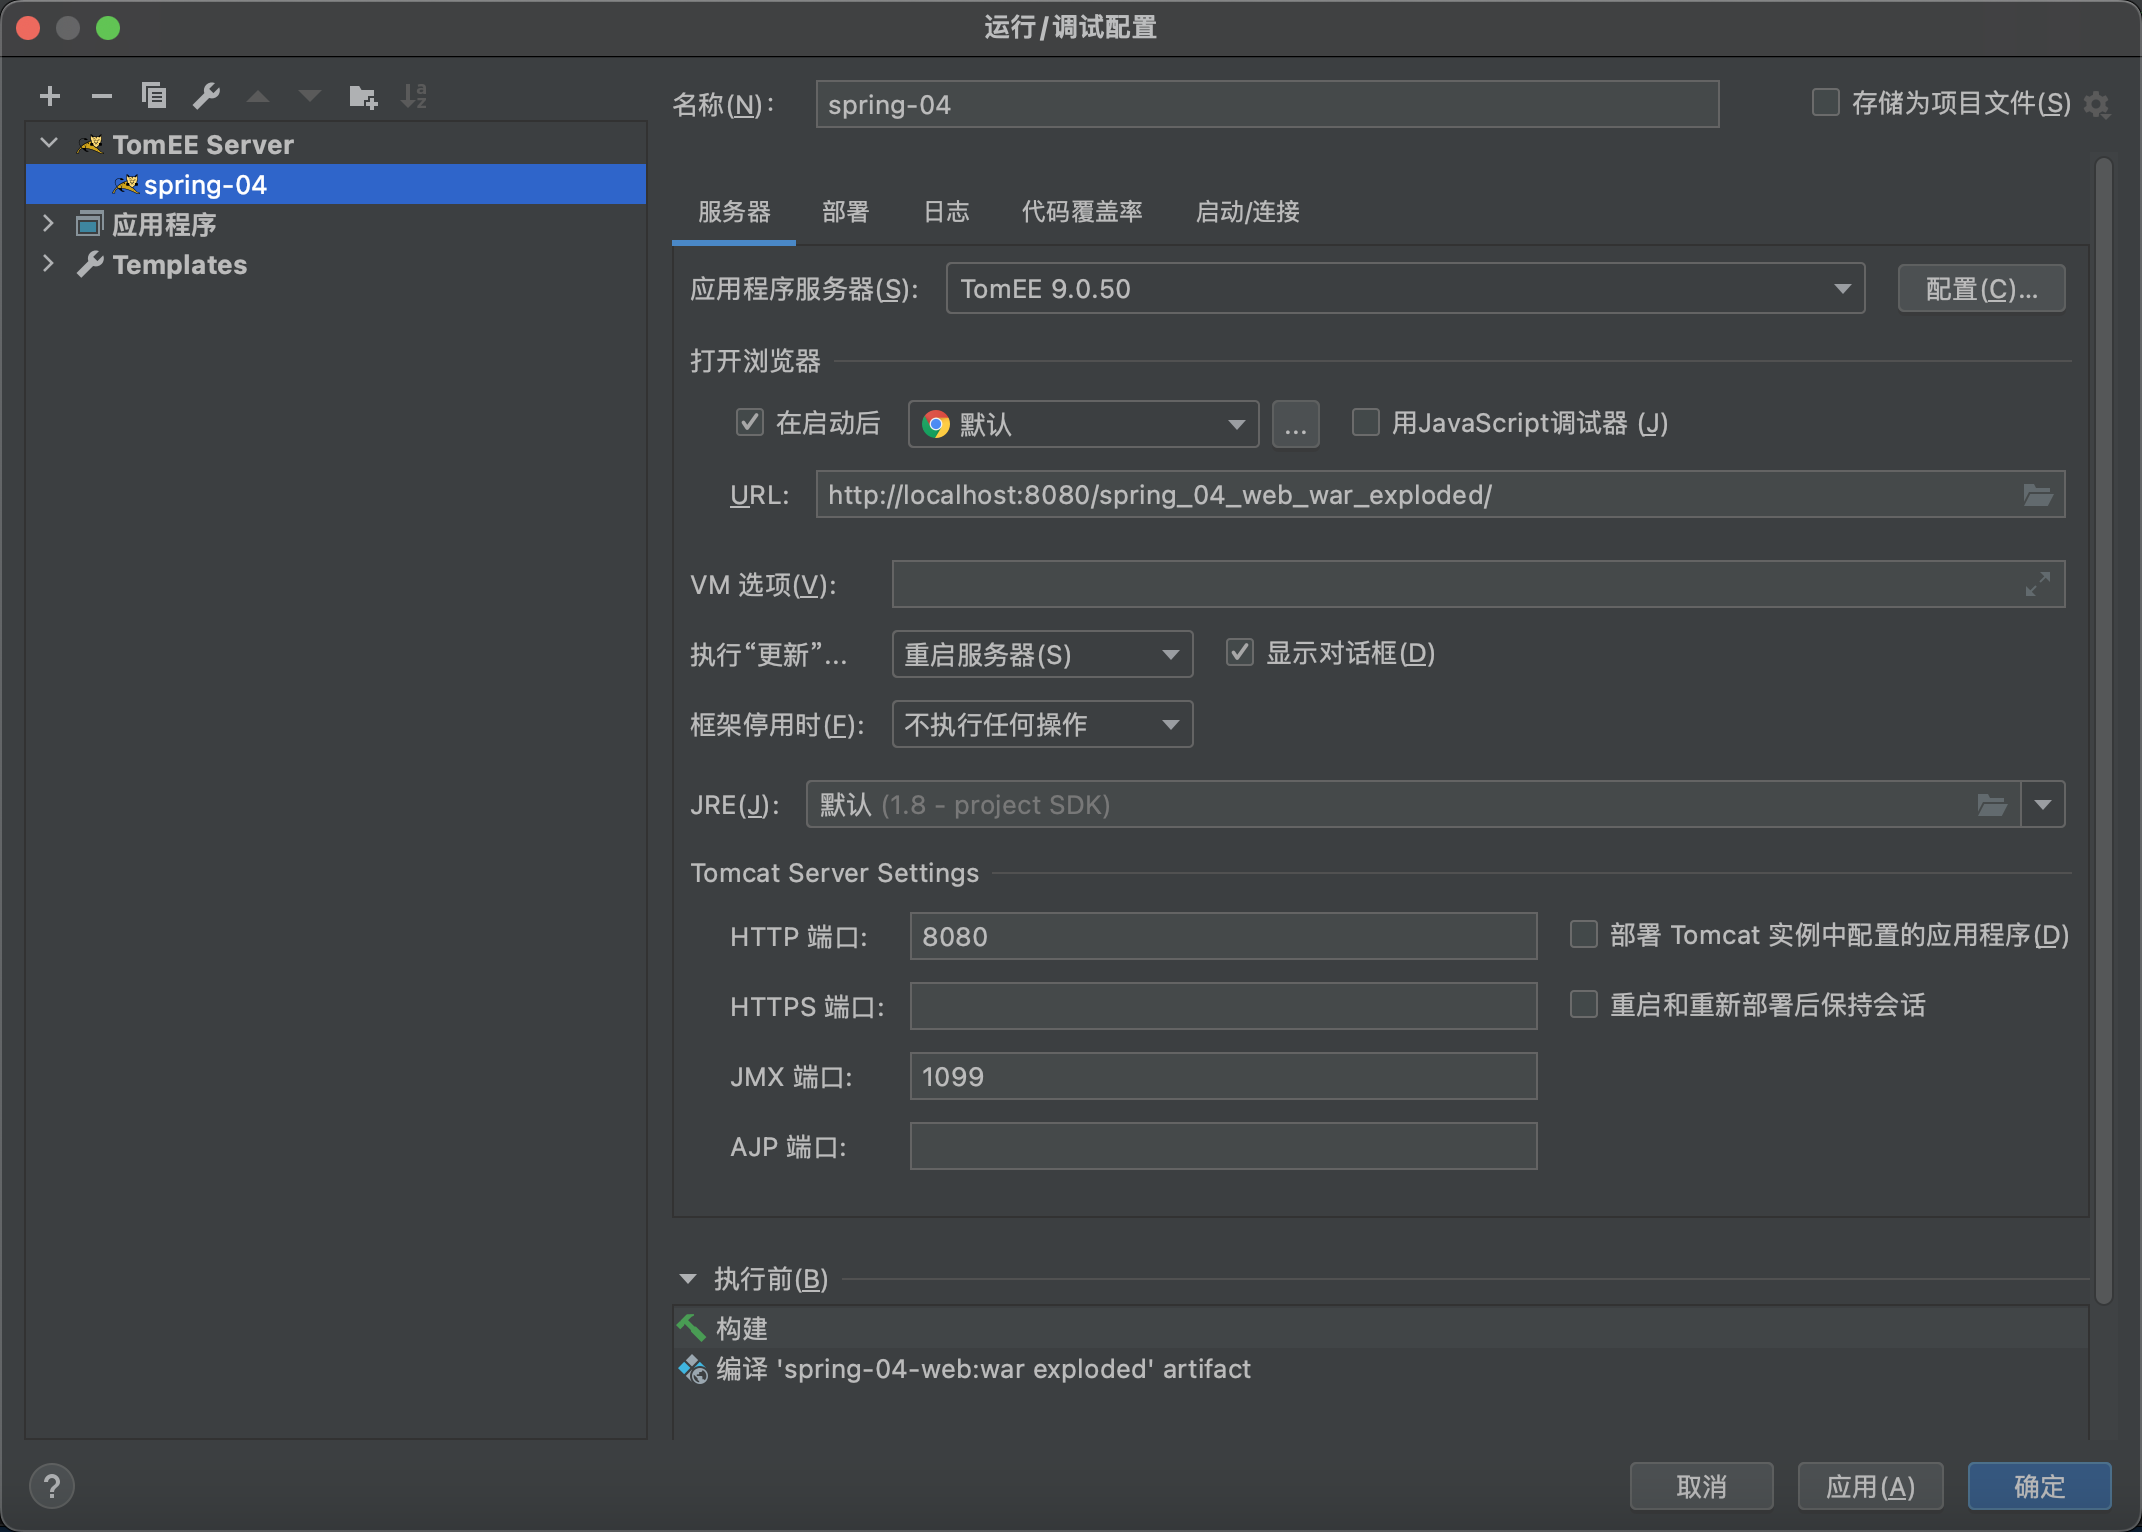 运行/调试配置
TomEE Server
spring-04
应用程序
Templates
名称(N):
spring-04
存储为项目文件(S)
服务器
部署
日志
代码覆盖率
启动/连接
应用程序服务器(S):
TomEE 9.0.50
配置(C)...
打开浏览器
在启动后
默认
...
用JavaScript调试器 (J)
URL:
http://localhost:8080/spring_04_web_war_exploded/
VM 选项(V):
执行“更新”...
重启服务器(S)
显示对话框(D)
框架停用时(F):
不执行任何操作
JRE(J):
默认 (1.8 - project SDK)
Tomcat Server Settings
HTTP 端口:
8080
部署 Tomcat 实例中配置的应用程序(D)
HTTPS 端口:
重启和重新部署后保持会话
JMX 端口:
1099
AJP 端口:
执行前(B)
构建
编译 'spring-04-web:war exploded' artifact
?
取消
应用(A)
确定